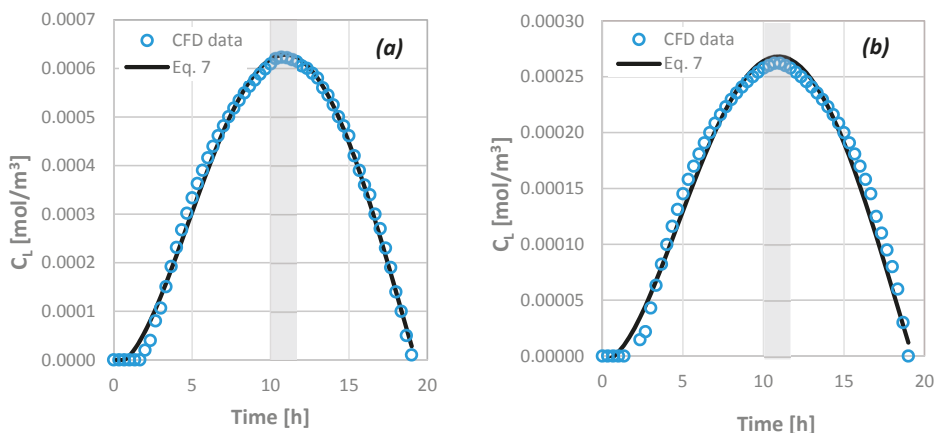 0.0007
0.0006
0.0005
0.0004
0.0003
0.0002
0.0001
0.0000
C_L [mol/m³]
CFD data
Eq. 7
(a)
0 5 10 15 20
Time [h]
0.00030
0.00025
0.00020
0.00015
0.00010
0.00005
0.00000
C_L [mol/m³]
CFD data
Eq. 7
(b)
0 5 10 15 20
Time [h]